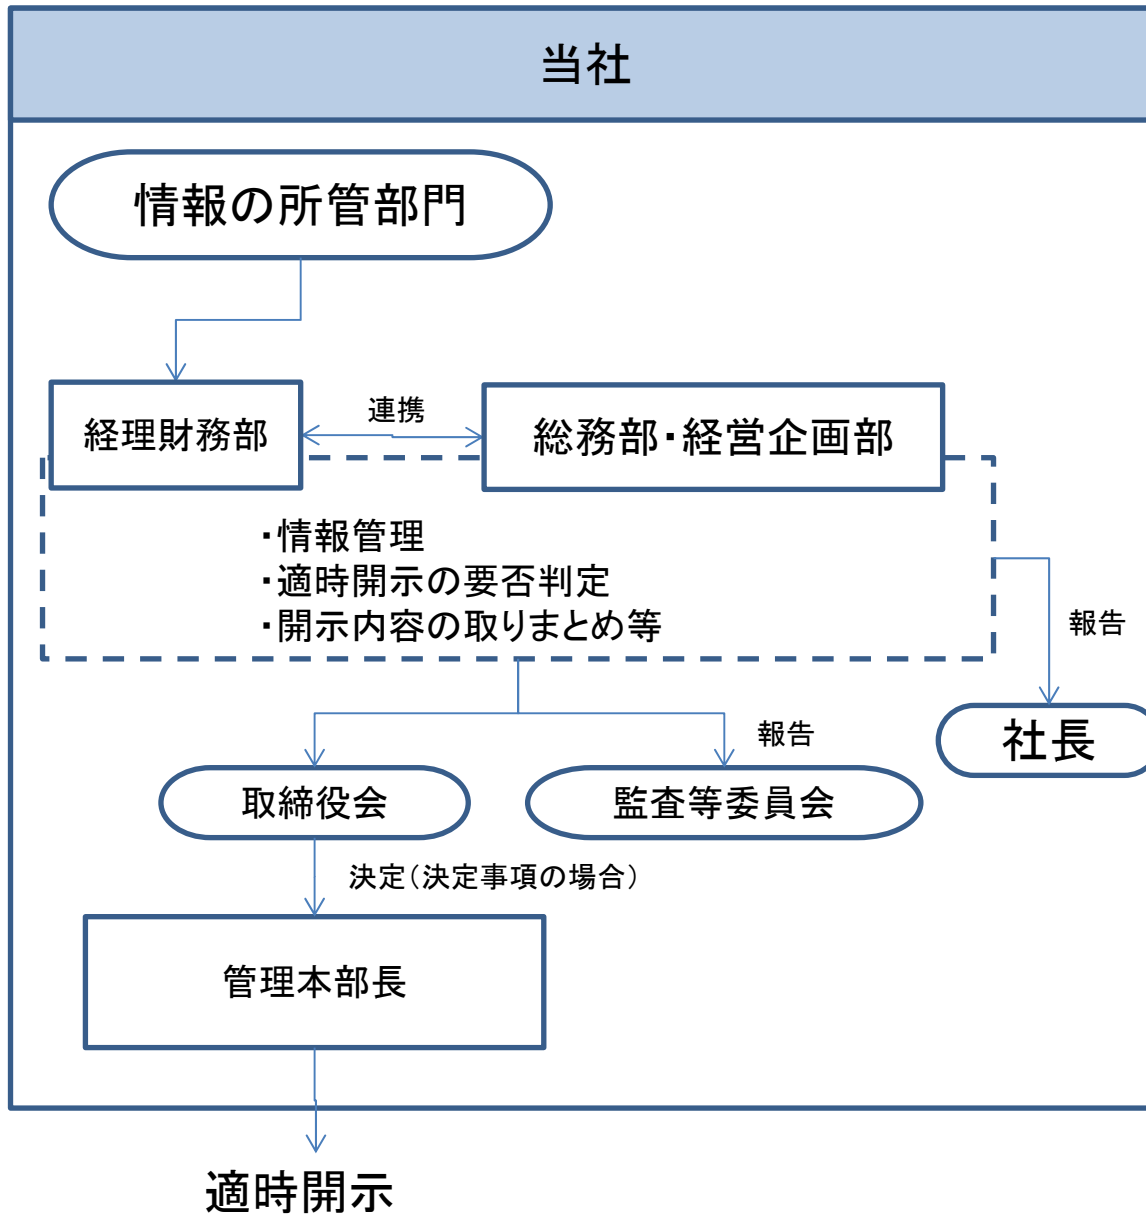 当社
情報の所管部門
経理財務部
連携
総務部・経営企画部
・情報管理
・適時開示の要否判定
・開示内容の取りまとめ等
報告
社長
報告
取締役会
監査等委員会
決定（決定事項の場合）
管理本部長
適時開示